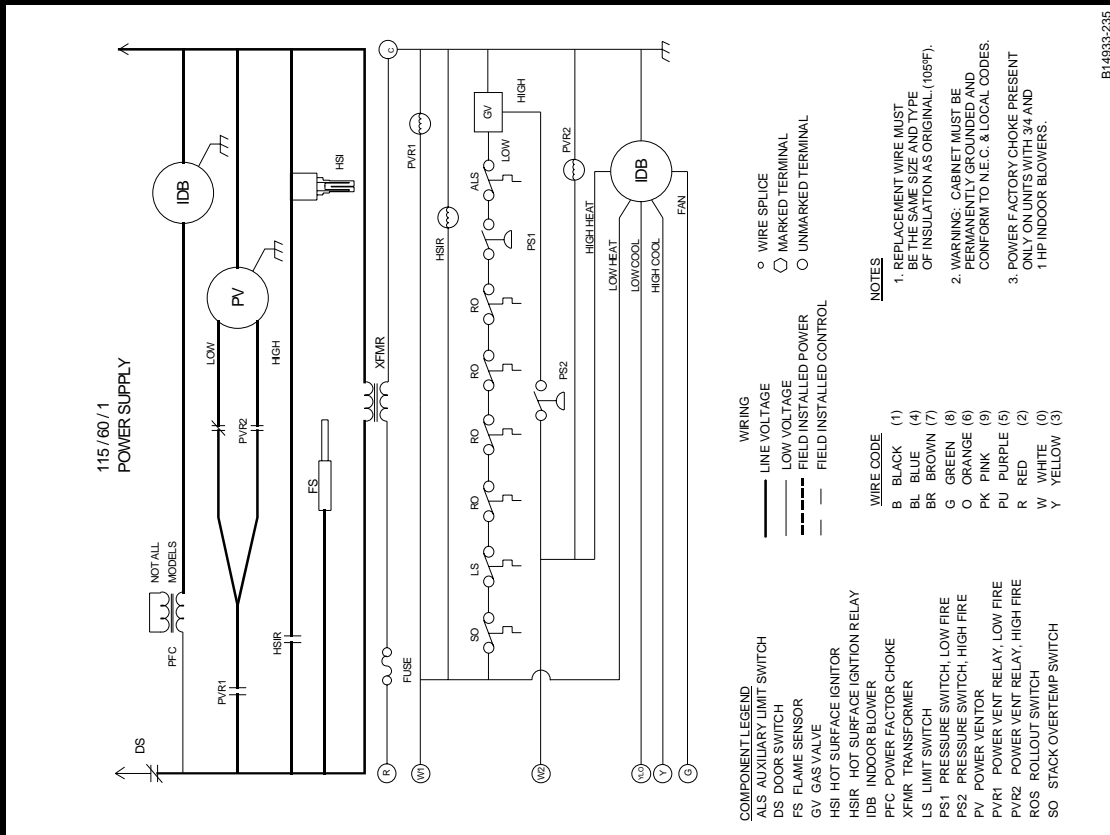 115 / 60 / 1
POWER SUPPLY
DS
PFC
NOT ALL
MODELS
IDB
PVR1
LOW
PVR2
HIGH
PV
HSIR
HSI
FS
XFMR
R
FUSE
C
W1
PVR1
HSIR
SO
LS
RO
RO
RO
RO
PS1
ALS
GV
LOW
HIGH
W2
PS2
PVR2
HIGH HEAT
LOW HEAT
LOW COOL
HIGH COOL
FAN
IDB
YLO
Y
G
COMPONENT LEGEND
ALS AUXILIARY LIMIT SWITCH
DS DOOR SWITCH
FS FLAME SENSOR
GV GAS VALVE
HSI HOT SURFACE IGNITOR
HSIR HOT SURFACE IGNTION RELAY
IDB INDOOR BLOWER
PFC POWER FACTOR CHOKE
XFMR TRANSFORMER
LS LIMIT SWITCH
PS1 PRESSURE SWITCH, LOW FIRE
PS2 PRESSURE SWITCH, HIGH FIRE
PV POWER VENTOR
PVR1 POWER VENT RELAY, LOW FIRE
PVR2 POWER VENT RELAY, HIGH FIRE
ROS ROLLOUT SWITCH
SO STACK OVERTEMP SWITCH
WIRING
LINE VOLTAGE
LOW VOLTAGE
FIELD INSTALLED POWER
FIELD INSTALLED CONTROL
WIRE SPLICE
MARKED TERMINAL
UNMARKED TERMINAL
WIRE CODE
B BLACK (1)
BL BLUE (4)
BR BROWN (7)
G GREEN (8)
O ORANGE (6)
PK PINK (9)
PU PURPLE (5)
R RED (2)
W WHITE (0)
Y YELLOW (3)
NOTES
1. REPLACEMENT WIRE MUST
BE THE SAME SIZE AND TYPE
OF INSULATION AS ORIGINAL.(105ºF).
2. WARNING: CABINET MUST BE
PERMANENTLY GROUNDED AND
CONFORM TO N.E.C. & LOCAL CODES.
3. POWER FACTORY CHOKE PRESENT
ONLY ON UNITS WITH 3/4 AND
1 HP INDOOR BLOWERS.
B14933-235